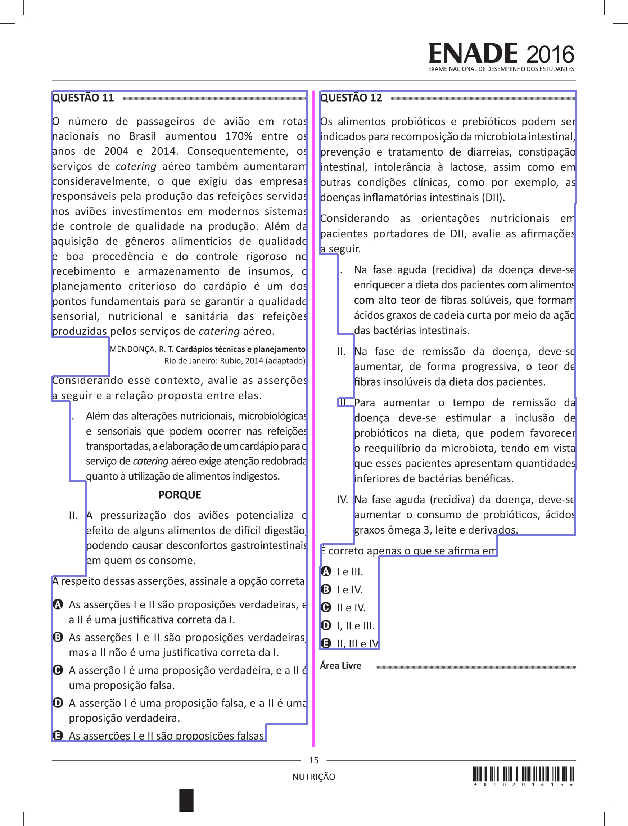 ENADE 2016
EXAME NACIONAL DE DESEMPENHO DOS ESTUDANTES
QUESTÃO 11
O número de passageiros de avião em rotas
nacionais no Brasil aumentou 170% entre os
anos de 2004 e 2014. Consequentemente, os
serviços de catering aéreo também aumentaram
consideravelmente, o que exigiu das empresas
responsáveis pela produção das refeições servidas
nos aviões investimentos em modernos sistemas
de controle de qualidade na produção. Além da
aquisição de gêneros alimentícios de qualidade
e boa procedência e do controle rigoroso no
recebimento e armazenamento de insumos, o
planejamento criterioso do cardápio é um dos
pontos fundamentais para se garantir a qualidade
sensorial, nutricional e sanitária das refeições
produzidas pelos serviços de catering aéreo.
MENDONÇA, R. T. Cardápios técnicas e planejamento
Rio de Janeiro: Rubio, 2014 (adaptado)
Considerando esse contexto, avalie as asserções
a seguir e a relação proposta entre elas.
I. Além das alterações nutricionais, microbiológicas
e sensoriais que podem ocorrer nas refeições
transportadas, a elaboração de um cardápio para o
serviço de catering aéreo exige atenção redobrada
quanto à utilização de alimentos indigestos.
PORQUE
II. A pressurização dos aviões potencializa o
efeito de alguns alimentos de difícil digestão,
podendo causar desconfortos gastrointestinais
em quem os consome.
A respeito dessas asserções, assinale a opção correta
A As asserções I e II são proposições verdadeiras, e
a II é uma justificativa correta da I.
B As asserções I e II são proposições verdadeiras,
mas a II não é uma justificativa correta da I.
C A asserção I é uma proposição verdadeira, e a II é
uma proposição falsa.
D A asserção I é uma proposição falsa, e a II é uma
proposição verdadeira.
E As asserções I e II são proposições falsas
QUESTÃO 12
Os alimentos probióticos e prebióticos podem ser
indicados para recomposição da microbiota intestinal,
prevenção e tratamento de diarreias, constipação
intestinal, intolerância à lactose, assim como em
outras condições clínicas, como por exemplo, as
doenças inflamatórias intestinais (DII).
Considerando as orientações nutricionais em
pacientes portadores de DII, avalie as afirmações
a seguir.
I. Na fase aguda (recidiva) da doença deve-se
enriquecer a dieta dos pacientes com alimentos
com alto teor de fibras solúveis, que formam
ácidos graxos de cadeia curta por meio da ação
das bactérias intestinais.
II. Na fase de remissão da doença, deve-se
aumentar, de forma progressiva, o teor de
fibras insolúveis da dieta dos pacientes.
III. Para aumentar o tempo de remissão da
doença deve-se estimular a inclusão de
probióticos na dieta, que podem favorecer
o reequilíbrio da microbiota, tendo em vista
que esses pacientes apresentam quantidades
inferiores de bactérias benéficas.
IV. Na fase aguda (recidiva) da doença, deve-se
aumentar o consumo de probióticos, ácidos
graxos ômega 3, leite e derivados.
É correto apenas o que se afirma em
A I e III.
B I e IV.
C II e IV.
D I, II e III.
E II, III e IV
Área Livre
15
NUTRIÇÃO